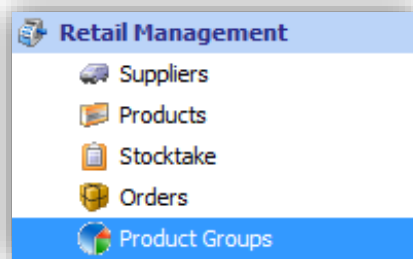 Retail Management
Suppliers
Products
Stocktake
Orders
Product Groups